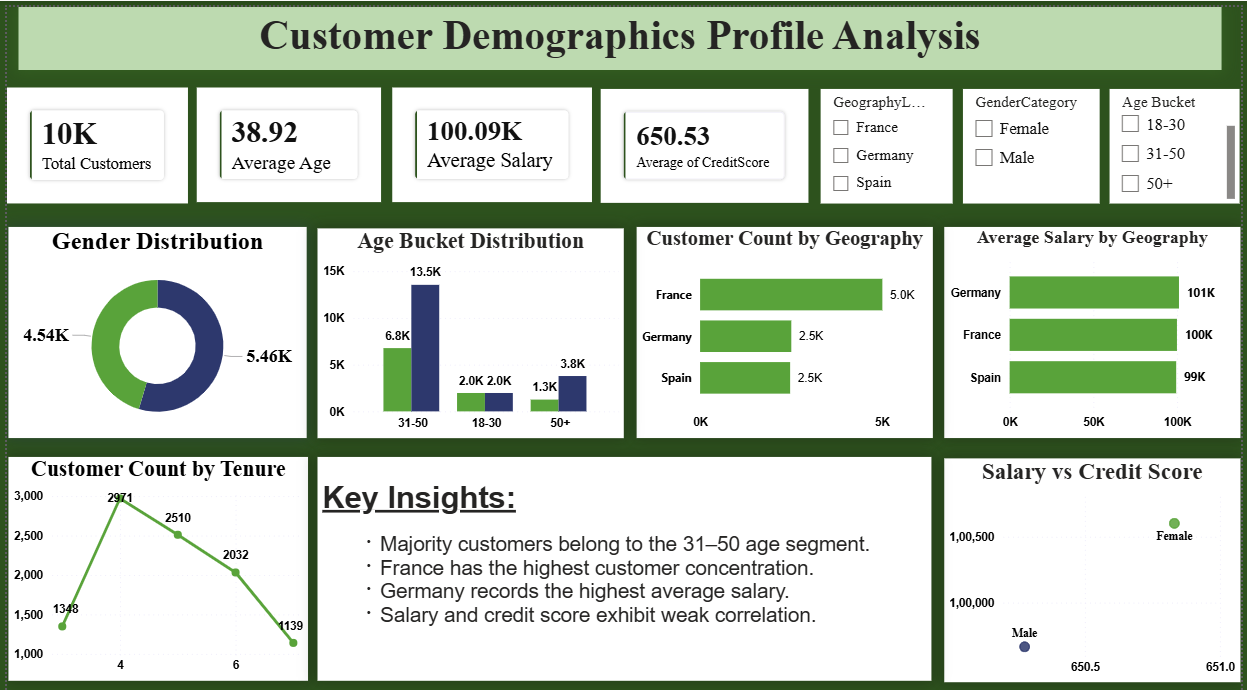 Customer Demographics Profile Analysis
10K
Total Customers
38.92
Average Age
100.09K
Average Salary
650.53
Average of CreditScore
GeographyL...
France
Germany
Spain
GenderCategory
Female
Male
Age Bucket
18-30
31-50
50+
Gender Distribution
4.54K
5.46K
Age Bucket Distribution
15K
10K
5K
0K
6.8K
13.5K
2.0K
2.0K
1.3K
3.8K
31-50
18-30
50+
Customer Count by Geography
France
5.0K
Germany
2.5K
Spain
2.5K
0K
5K
Average Salary by Geography
Germany
101K
France
100K
Spain
99K
0K
50K
100K
Customer Count by Tenure
3,000
2,500
2,000
1,500
1,000
1348
2971
2510
2032
1139
4
6
Key Insights:
· Majority customers belong to the 31–50 age segment.
· France has the highest customer concentration.
· Germany records the highest average salary.
· Salary and credit score exhibit weak correlation.
Salary vs Credit Score
1,00,500
1,00,000
Female
Male
650.5
651.0